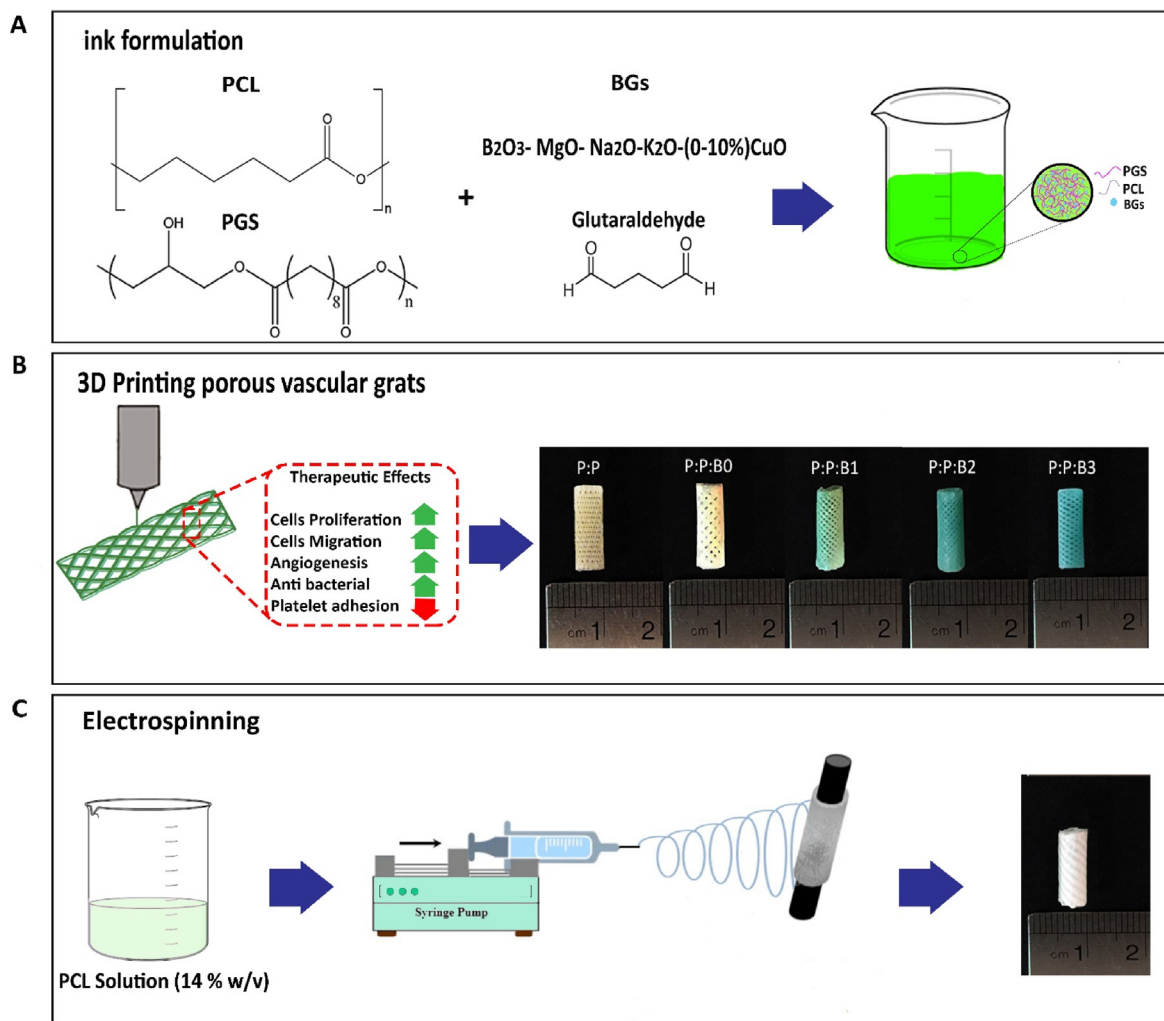 A
ink formulation
PCL
O
O
n
PGS
OH
O
O
8
O
O
n
+
BGs
B2O3- MgO- Na2O-K2O-(0-10%)CuO
Glutaraldehyde
O
O
H
H
PGS
PCL
BGs
B
3D Printing porous vascular grats
Therapeutic Effects
Cells Proliferation
Cells Migration
Angiogenesis
Anti bacterial
Platelet adhesion
P:P
P:P:B0
P:P:B1
P:P:B2
P:P:B3
cm 1 2
cm 1 2
cm 1 2
cm 1 2
cm 1 2
C
Electrospinning
PCL Solution (14 % w/v)
Syringe Pump
cm 1 2